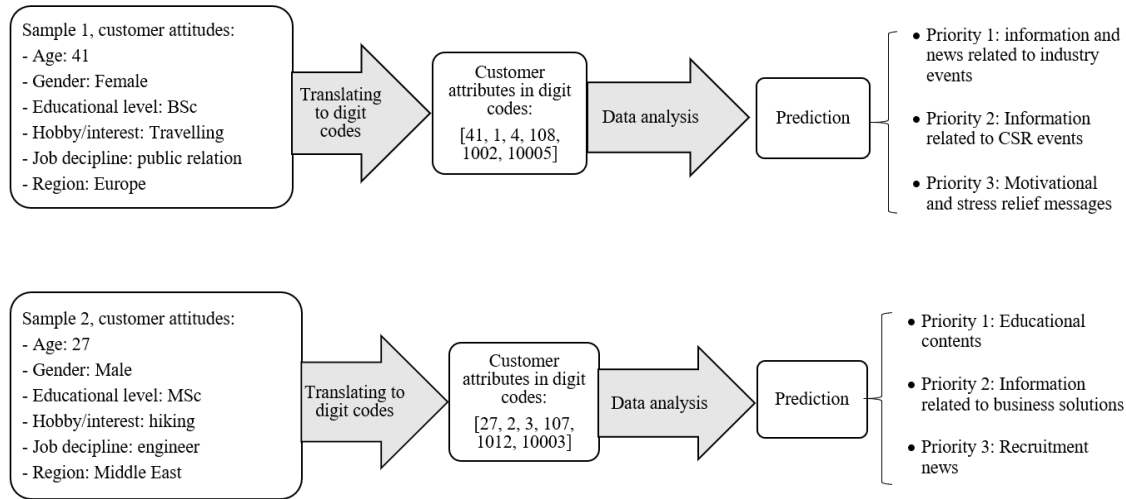 Sample 1, customer attitudes:
- Age: 41
- Gender: Female
- Educational level: BSc
- Hobby/interest: Travelling
- Job decipline: public relation
- Region: Europe
Translating
to digit
codes
Customer
attributes in digit
codes:
[41, 1, 4, 108,
1002, 10005]
Data analysis
Prediction
• Priority 1: information and
news related to industry
events
• Priority 2: Information
related to CSR events
• Priority 3: Motivational
and stress relief messages
Sample 2, customer attitudes:
- Age: 27
- Gender: Male
- Educational level: MSc
- Hobby/interest: hiking
- Job decipline: engineer
- Region: Middle East
Translating to
digit codes
Customer
attributes in digit
codes:
[27, 2, 3, 107,
1012, 10003]
Data analysis
Prediction
• Priority 1: Educational
contents
• Priority 2: Information
related to business solutions
• Priority 3: Recruitment
news